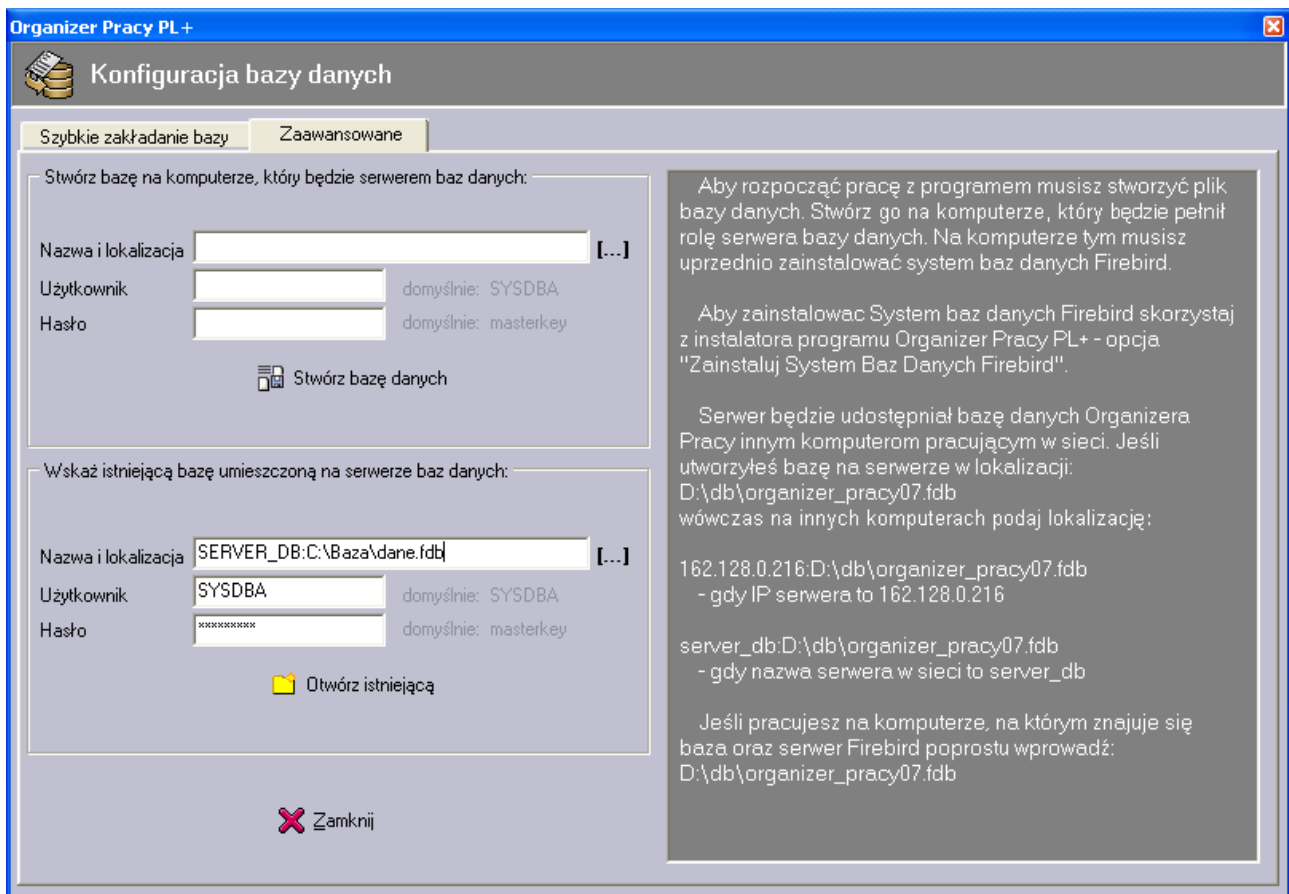 Organizer Pracy PL+
Konfiguracja bazy danych
Szybkie zakładanie bazy
Zaawansowane
Stwórz bazę na komputerze, który będzie serwerem baz danych:
Nazwa i lokalizacja
[...]
Użytkownik
domyślnie: SYSDBA
Hasło
domyślnie: masterkey
Stwórz bazę danych
Wskaż istniejącą bazę umieszczoną na serwerze baz danych:
Nazwa i lokalizacja SERVER_DB:C:\Baza\dane.fdb [...]
Użytkownik SYSDBA domyślnie: SYSDBA
Hasło ********* domyślnie: masterkey
Otwórz istniejącą
Zamknij
Aby rozpocząć pracę z programem musisz stworzyć plik
bazy danych. Stwórz go na komputerze, który będzie pełnił
rolę serwera bazy danych. Na komputerze tym musisz
uprzednio zainstalować system baz danych Firebird.
Aby zainstalowac System baz danych Firebird skorzystaj
z instalatora programu Organizer Pracy PL+ - opcja
"Zainstaluj System Baz Danych Firebird".
Serwer będzie udostępniał bazę danych Organizera
Pracy innym komputerom pracującym w sieci. Jeśli
utworzyłeś bazę na serwerze w lokalizacji:
D:\db\organizer_pracy07.fdb
wówczas na innych komputerach podaj lokalizację:
162.128.0.216:D:\db\organizer_pracy07.fdb
- gdy IP serwera to 162.128.0.216
server_db:D:\db\organizer_pracy07.fdb
- gdy nazwa serwera w sieci to server_db
Jeśli pracujesz na komputerze, na którym znajuje się
baza oraz serwer Firebird poprostu wprowadź:
D:\db\organizer_pracy07.fdb